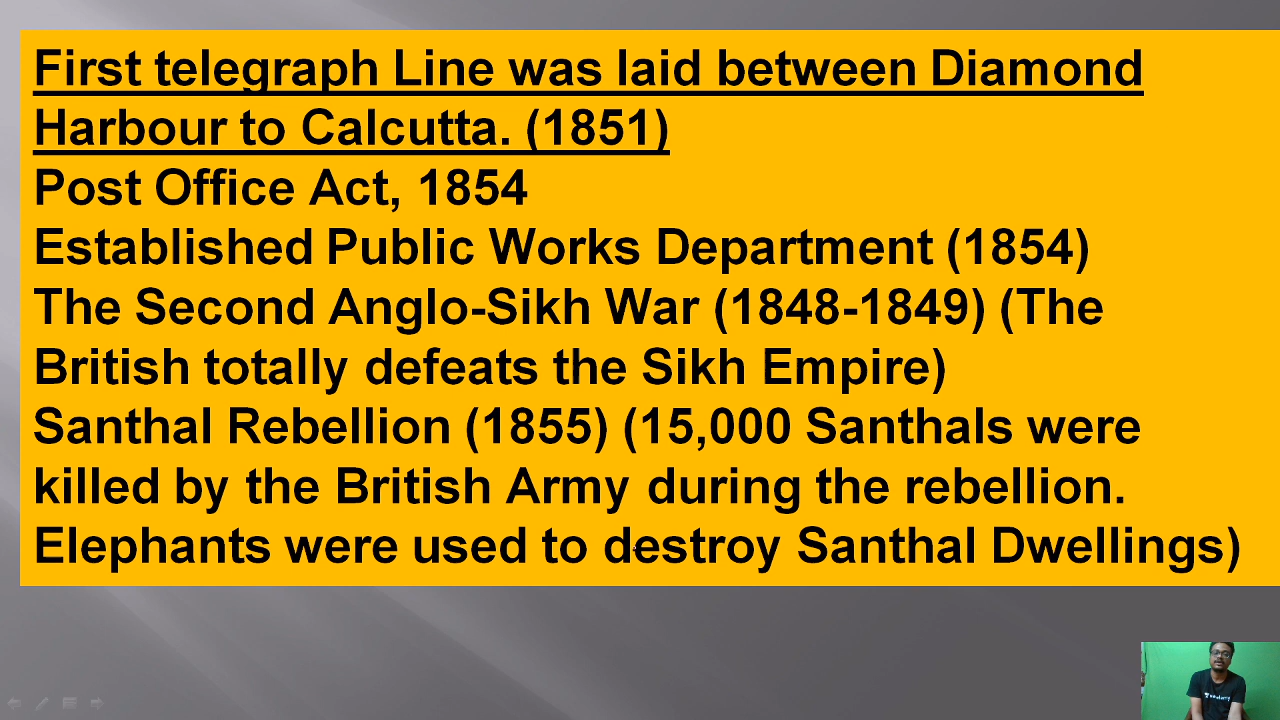 First telegraph Line was laid between Diamond
Harbour to Calcutta. (1851)
Post Office Act, 1854
Established Public Works Department (1854)
The Second Anglo-Sikh War (1848-1849) (The
British totally defeats the Sikh Empire)
Santhal Rebellion (1855) (15,000 Santhals were
killed by the British Army during the rebellion.
Elephants were used to destroy Santhal Dwellings)